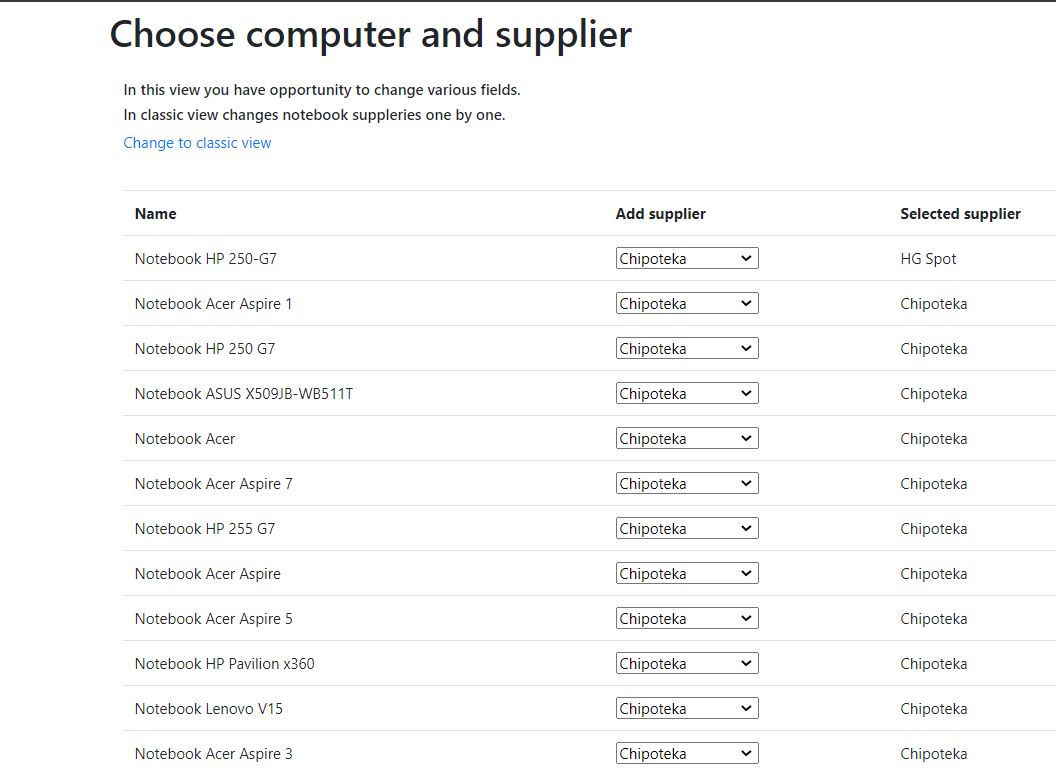 Choose computer and supplier
In this view you have opportunity to change various fields.
In classic view changes notebook suppleries one by one.
Change to classic view
Name Add supplier Selected supplier
Notebook HP 250-G7 Chipoteka HG Spot
Notebook Acer Aspire 1 Chipoteka Chipoteka
Notebook HP 250 G7 Chipoteka Chipoteka
Notebook ASUS X509JB-WB511T Chipoteka Chipoteka
Notebook Acer Chipoteka Chipoteka
Notebook Acer Aspire 7 Chipoteka Chipoteka
Notebook HP 255 G7 Chipoteka Chipoteka
Notebook Acer Aspire Chipoteka Chipoteka
Notebook Acer Aspire 5 Chipoteka Chipoteka
Notebook HP Pavilion x360 Chipoteka Chipoteka
Notebook Lenovo V15 Chipoteka Chipoteka
Notebook Acer Aspire 3 Chipoteka Chipoteka